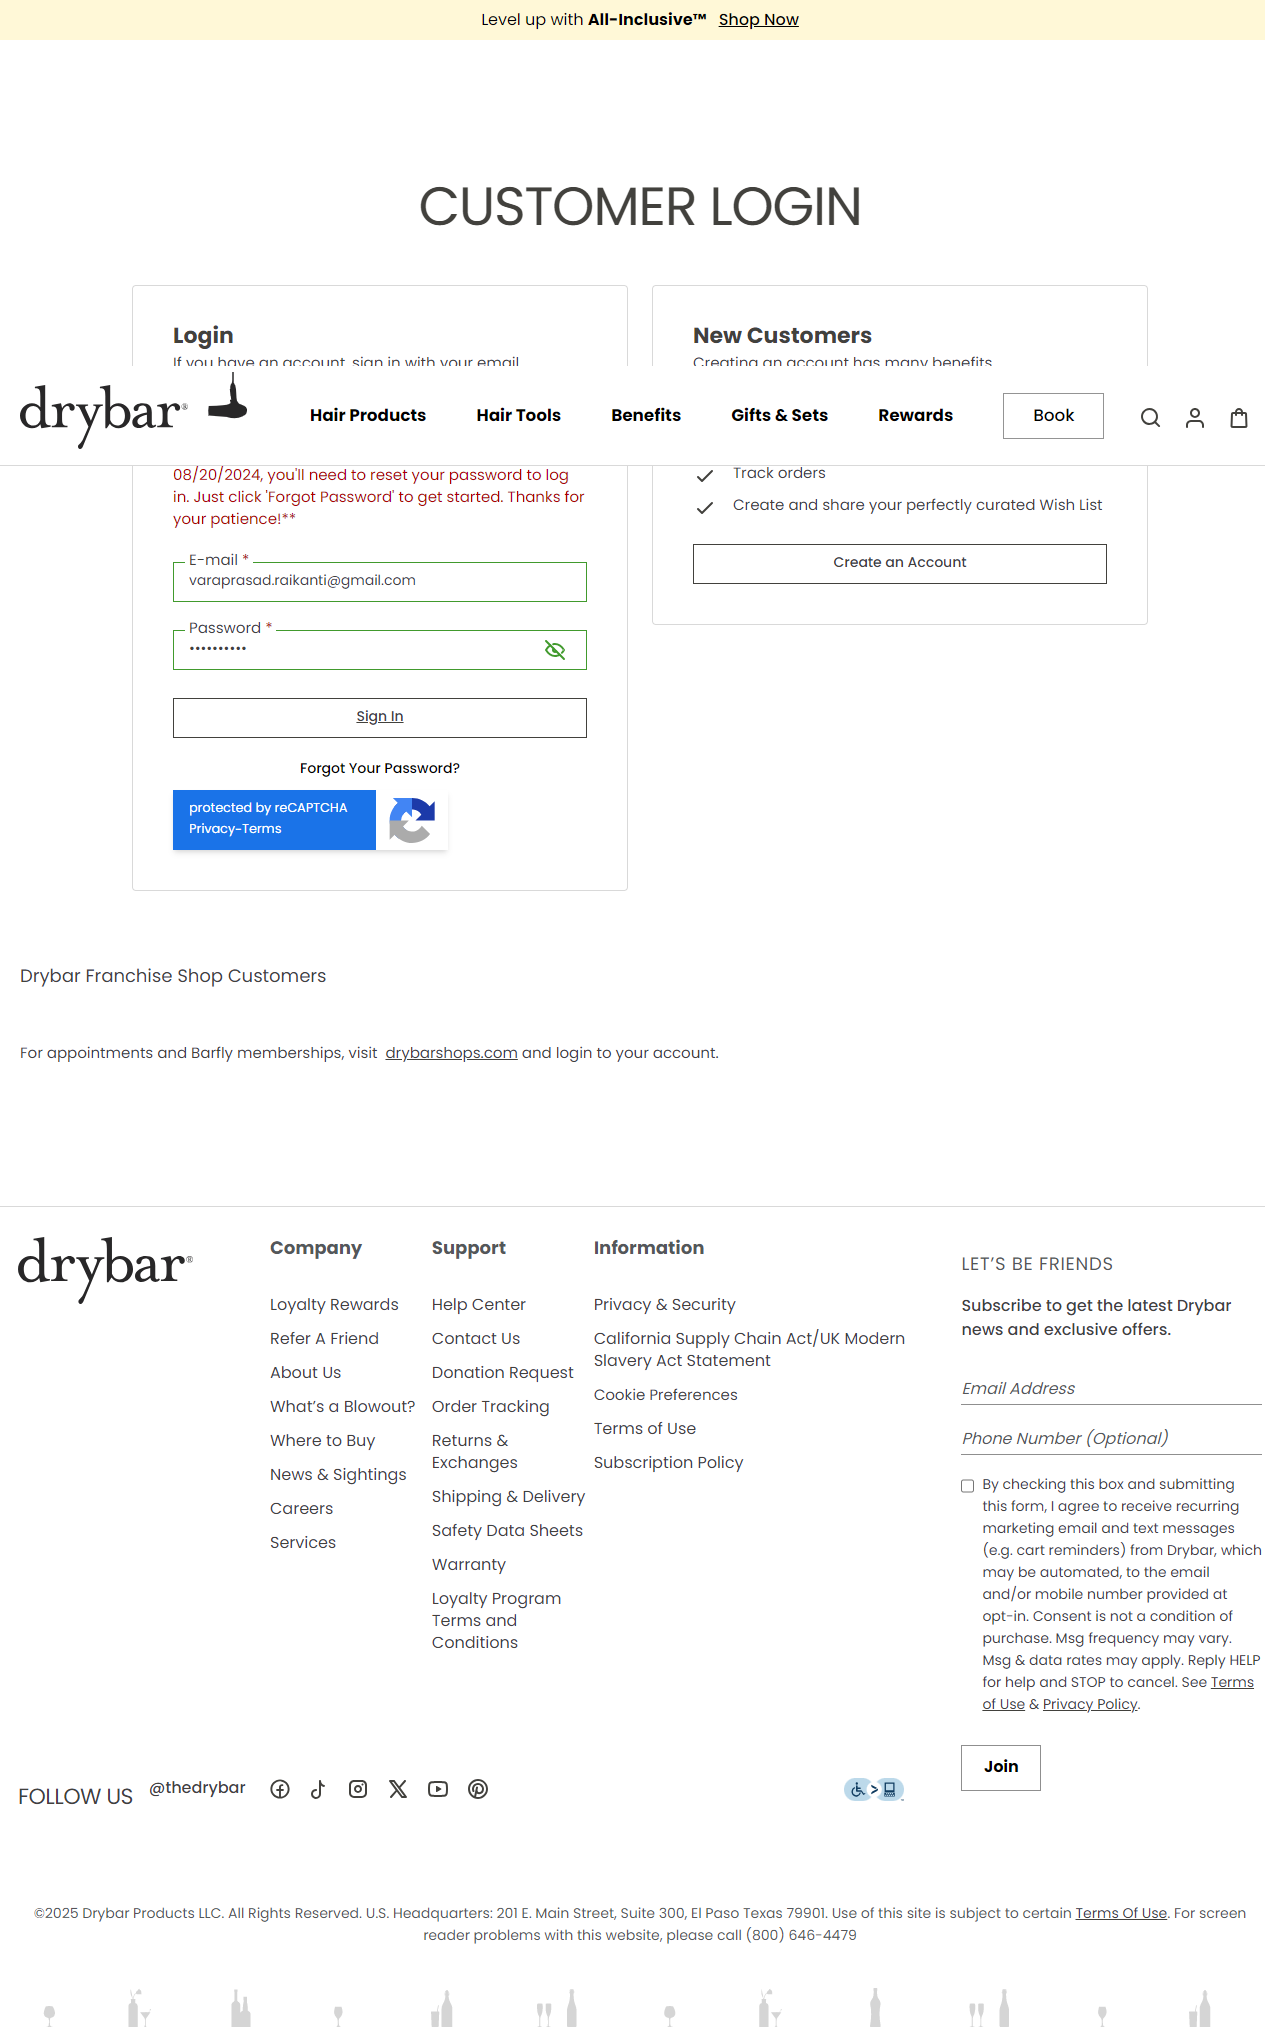 Level up with All-Inclusive™ Shop Now
CUSTOMER LOGIN
Login
If you have an account, sign in with your email
New Customers
Creating an account has many benefits
drybar®
Hair Products
Hair Tools
Benefits
Gifts & Sets
Rewards
Book
08/20/2024, you'll need to reset your password to log
in. Just click 'Forgot Password' to get started. Thanks for
your patience!**
E-mail *
varaprasad.raikanti@gmail.com
Password *
Sign In
Forgot Your Password?
protected by reCAPTCHA
Privacy-Terms
Track orders
Create and share your perfectly curated Wish List
Create an Account
Drybar Franchise Shop Customers
For appointments and Barfly memberships, visit drybarshops.com and login to your account.
drybar®
Company
Loyalty Rewards
Refer A Friend
About Us
What's a Blowout?
Where to Buy
News & Sightings
Careers
Services
Support
Help Center
Contact Us
Donation Request
Order Tracking
Returns &
Exchanges
Shipping & Delivery
Safety Data Sheets
Warranty
Loyalty Program
Terms and
Conditions
Information
Privacy & Security
California Supply Chain Act/UK Modern
Slavery Act Statement
Cookie Preferences
Terms of Use
Subscription Policy
LET'S BE FRIENDS
Subscribe to get the latest Drybar
news and exclusive offers.
Email Address
Phone Number (Optional)
By checking this box and submitting
this form, I agree to receive recurring
marketing email and text messages
(e.g. cart reminders) from Drybar, which
may be automated, to the email
and/or mobile number provided at
opt-in. Consent is not a condition of
purchase. Msg frequency may vary.
Msg & data rates may apply. Reply HELP
for help and STOP to cancel. See Terms
of Use & Privacy Policy.
Join
FOLLOW US
@thedrybar
©2025 Drybar Products LLC. All Rights Reserved. U.S. Headquarters: 201 E. Main Street, Suite 300, El Paso Texas 79901. Use of this site is subject to certain Terms Of Use. For screen
reader problems with this website, please call (800) 646-4479